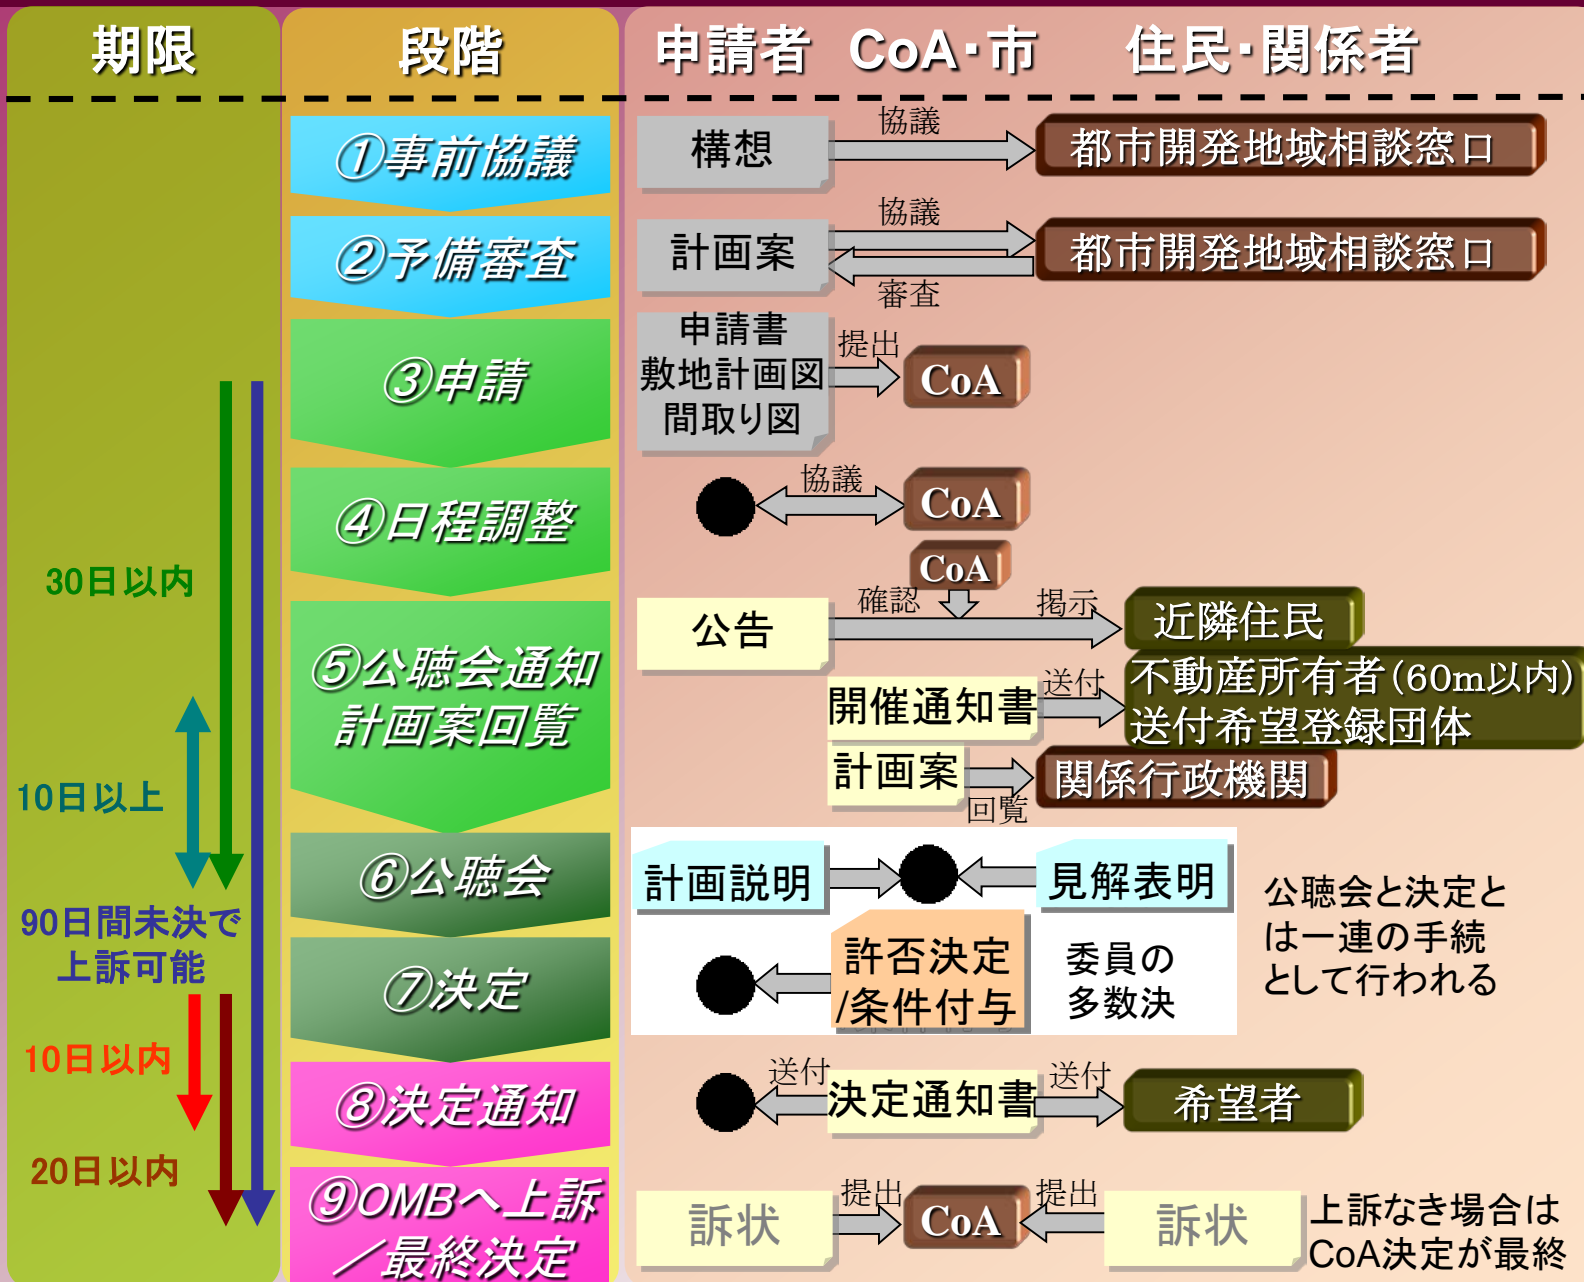 期限
段階
申請者
CoA・市
住民・関係者
①事前協議
構想
協議
都市開発地域相談窓口
②予備審査
計画案
協議
審査
都市開発地域相談窓口
③申請
申請書
敷地計画図
間取り図
提出
CoA
④日程調整
協議
CoA
CoA
30日以内
⑤公聴会通知
計画案回覧
公告
確認
掲示
近隣住民
開催通知書
送付
不動産所有者(60m以内)
送付希望登録団体
計画案
回覧
関係行政機関
10日以上
⑥公聴会
計画説明
見解表明
公聴会と決定と
は一連の手続
として行われる
90日間未決で
上訴可能
⑦決定
許否決定
/条件付与
委員の
多数決
10日以内
⑧決定通知
送付
決定通知書
送付
希望者
20日以内
⑨OMBへ上訴
／最終決定
訴状
提出
CoA
提出
訴状
上訴なき場合は
CoA決定が最終